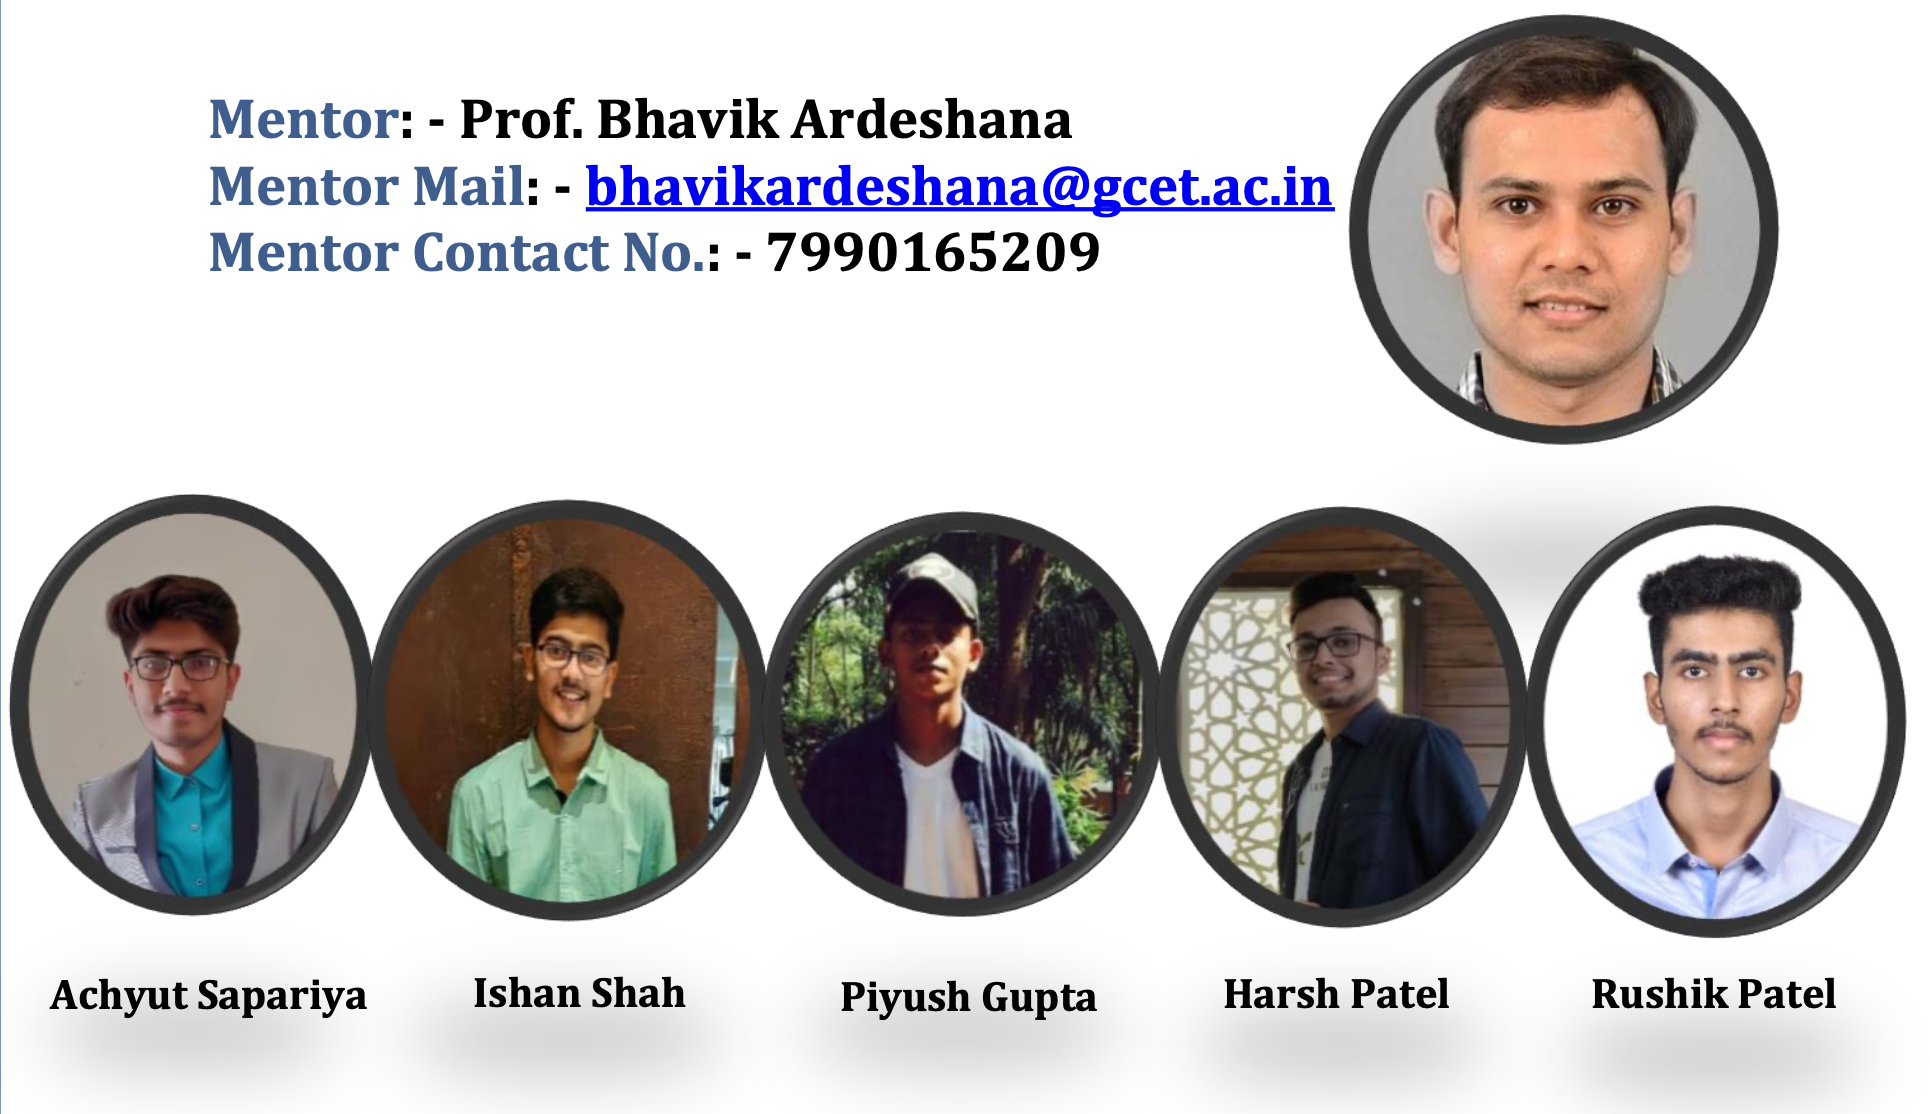 Mentor: - Prof. Bhavik Ardeshana
Mentor Mail: - bhavikardeshana@gcet.ac.in
Mentor Contact No.: - 7990165209
Achyut Sapariya
Ishan Shah
Piyush Gupta
Harsh Patel
Rushik Patel